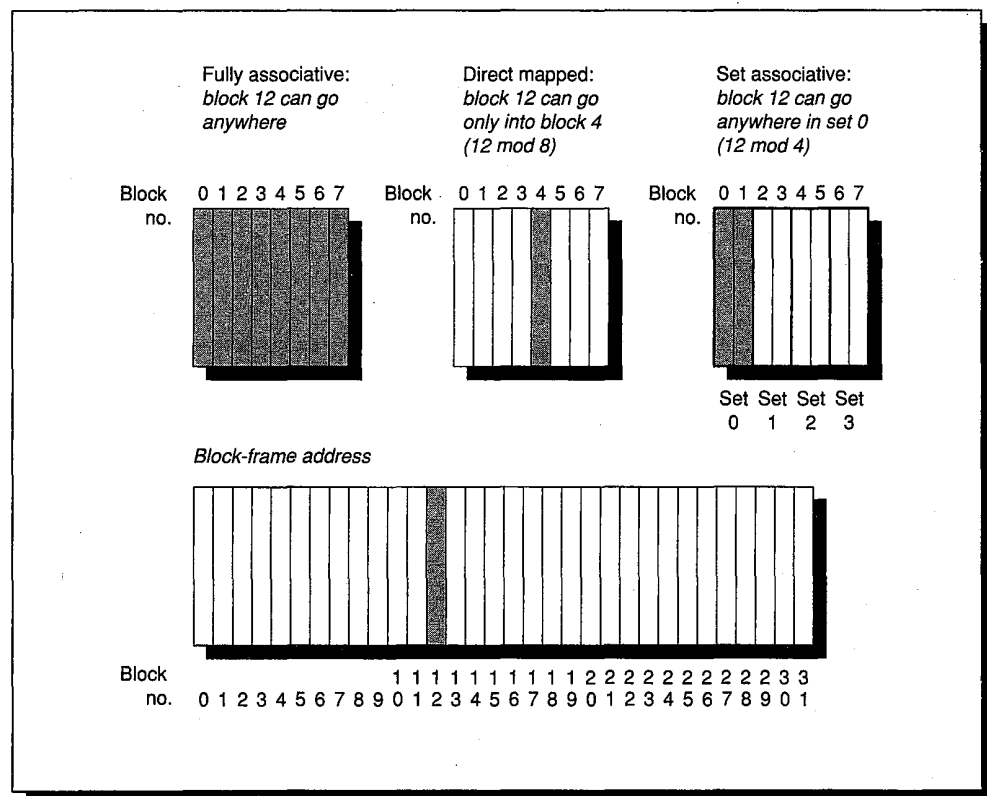 Fully associative:
block 12 can go
anywhere
Direct mapped:
block 12 can go
only into block 4
(12 mod 8)
Set associative:
block 12 can go
anywhere in set 0
(12 mod 4)
Block
no.
0 1 2 3 4 5 6 7
Block
no.
0 1 2 3 4 5 6 7
Block
no.
0 1 2 3 4 5 6 7
Set Set Set Set
0 1 2 3
Block-frame address
Block
no.
1 1 1 1 1 1 1 1 1 1 2 2 2 2 2 2 2 2 2 2 3 3
0 1 2 3 4 5 6 7 8 9 0 1 2 3 4 5 6 7 8 9 0 1 2 3 4 5 6 7 8 9 0 1